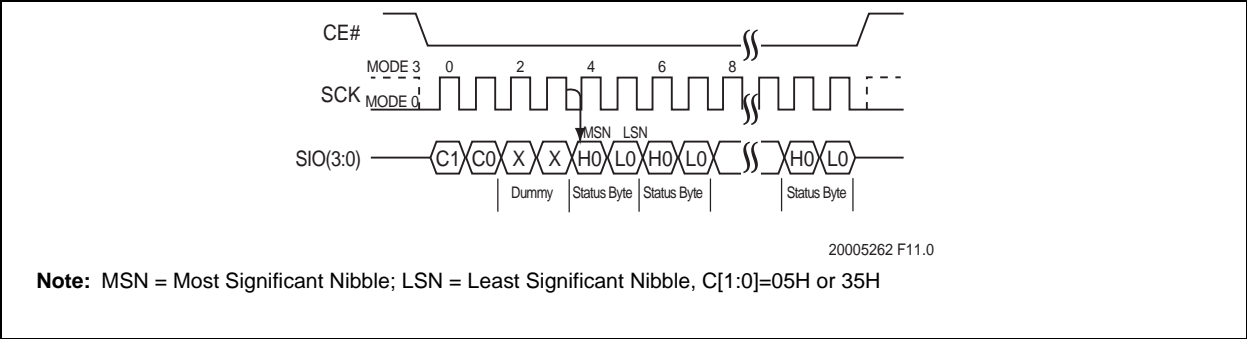 CE#
MODE 3 0 2 4 6 8
SCK MODE 0
MSN LSN
SIO(3:0) C1 C0 X X H0 L0 H0 L0 H0 L0
Dummy Status Byte Status Byte Status Byte
20005262 F11.0
Note: MSN = Most Significant Nibble; LSN = Least Significant Nibble, C[1:0]=05H or 35H